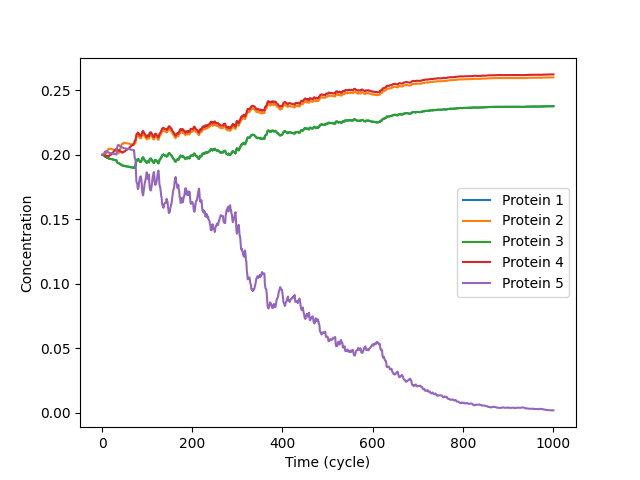 0.25
0.20
0.15
0.10
0.05
0.00
Concentration
0
200
400
600
800
1000
Time (cycle)
Protein 1
Protein 2
Protein 3
Protein 4
Protein 5